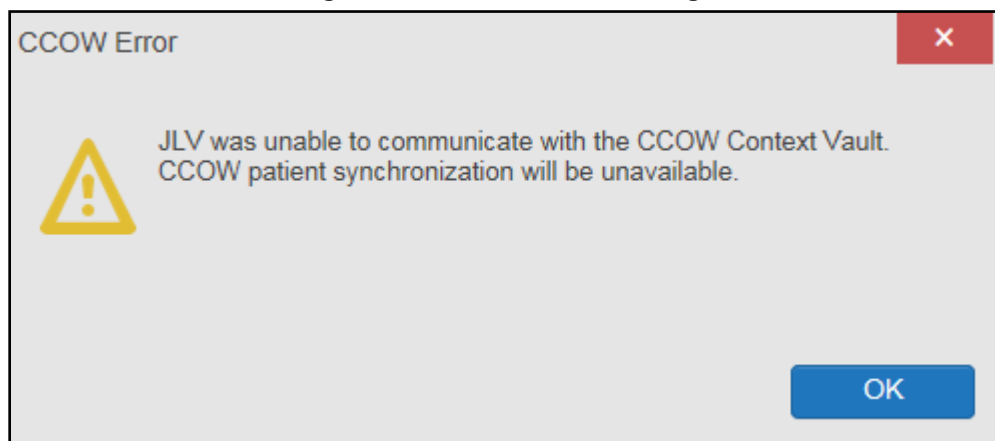 CCOW Error
JLV was unable to communicate with the CCOW Context Vault.
CCOW patient synchronization will be unavailable.
OK